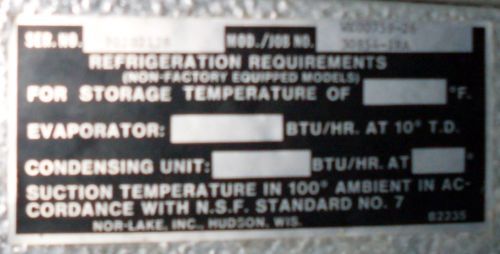 SER.NO. MOD./JOB NO.
REFRIGERATION REQUIREMENTS
(NON-FACTORY EQUIPPED MODELS)
FOR STORAGE TEMPERATURE OF °F.
EVAPORATOR: BTU/HR. AT 10° T.D.
CONDENSING UNIT: BTU/HR. AT °
SUCTION TEMPERATURE IN 100° AMBIENT IN AC-
CORDANCE WITH N.S.F. STANDARD NO. 7
NOR-LAKE, INC., HUDSON, WIS.